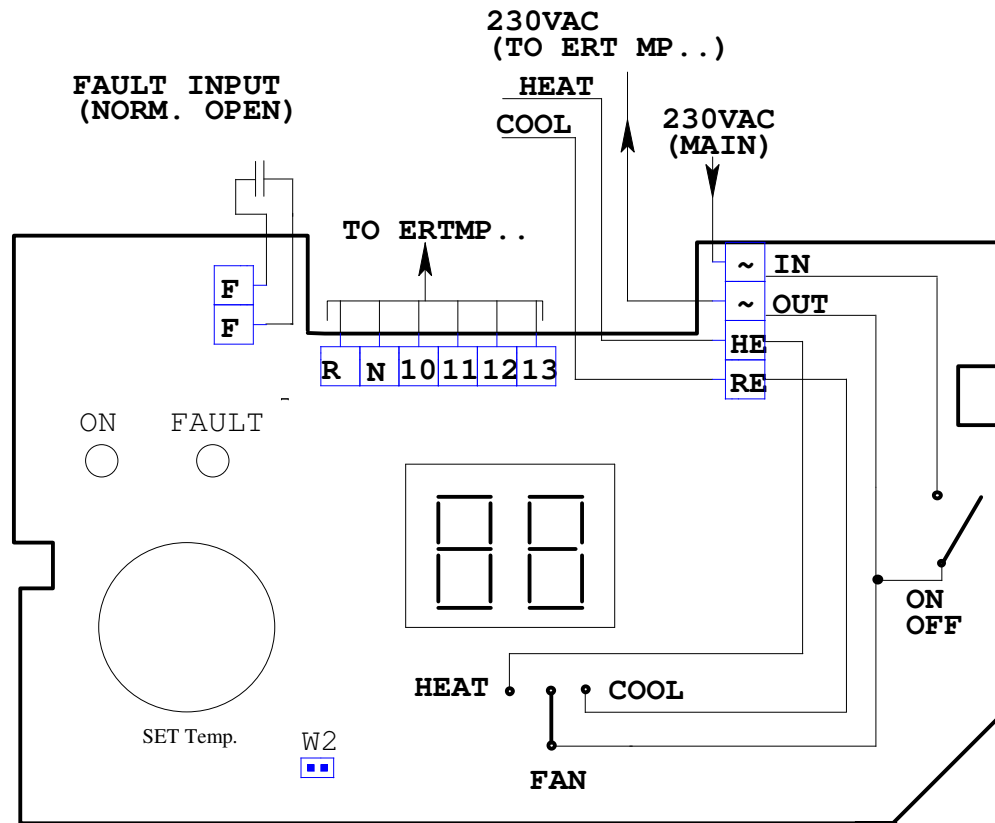 230VAC
(TO ERT MP..)
FAULT INPUT
(NORM. OPEN)
HEAT
COOL
230VAC
(MAIN)
TO ERTMP..
~ IN
F
~ OUT
F
HE
R N 10 11 12 13
RE
ON FAULT
88
ON
OFF
HEAT COOL
SET Temp.
W2
FAN